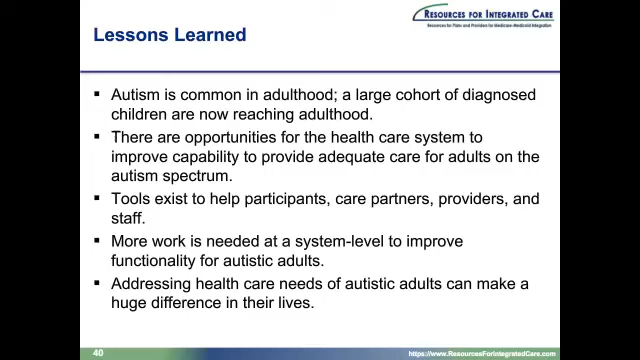 RESOURCES FOR INTEGRATED CARE
Resources for Plans and Providers for Medicare-Medicaid Integration
Lessons Learned
▪ Autism is common in adulthood; a large cohort of diagnosed
children are now reaching adulthood.
▪ There are opportunities for the health care system to
improve capability to provide adequate care for adults on the
autism spectrum.
▪ Tools exist to help participants, care partners, providers, and
staff.
▪ More work is needed at a system-level to improve
functionality for autistic adults.
▪ Addressing health care needs of autistic adults can make a
huge difference in their lives.
40
https://www.ResourcesForIntegratedCare.com